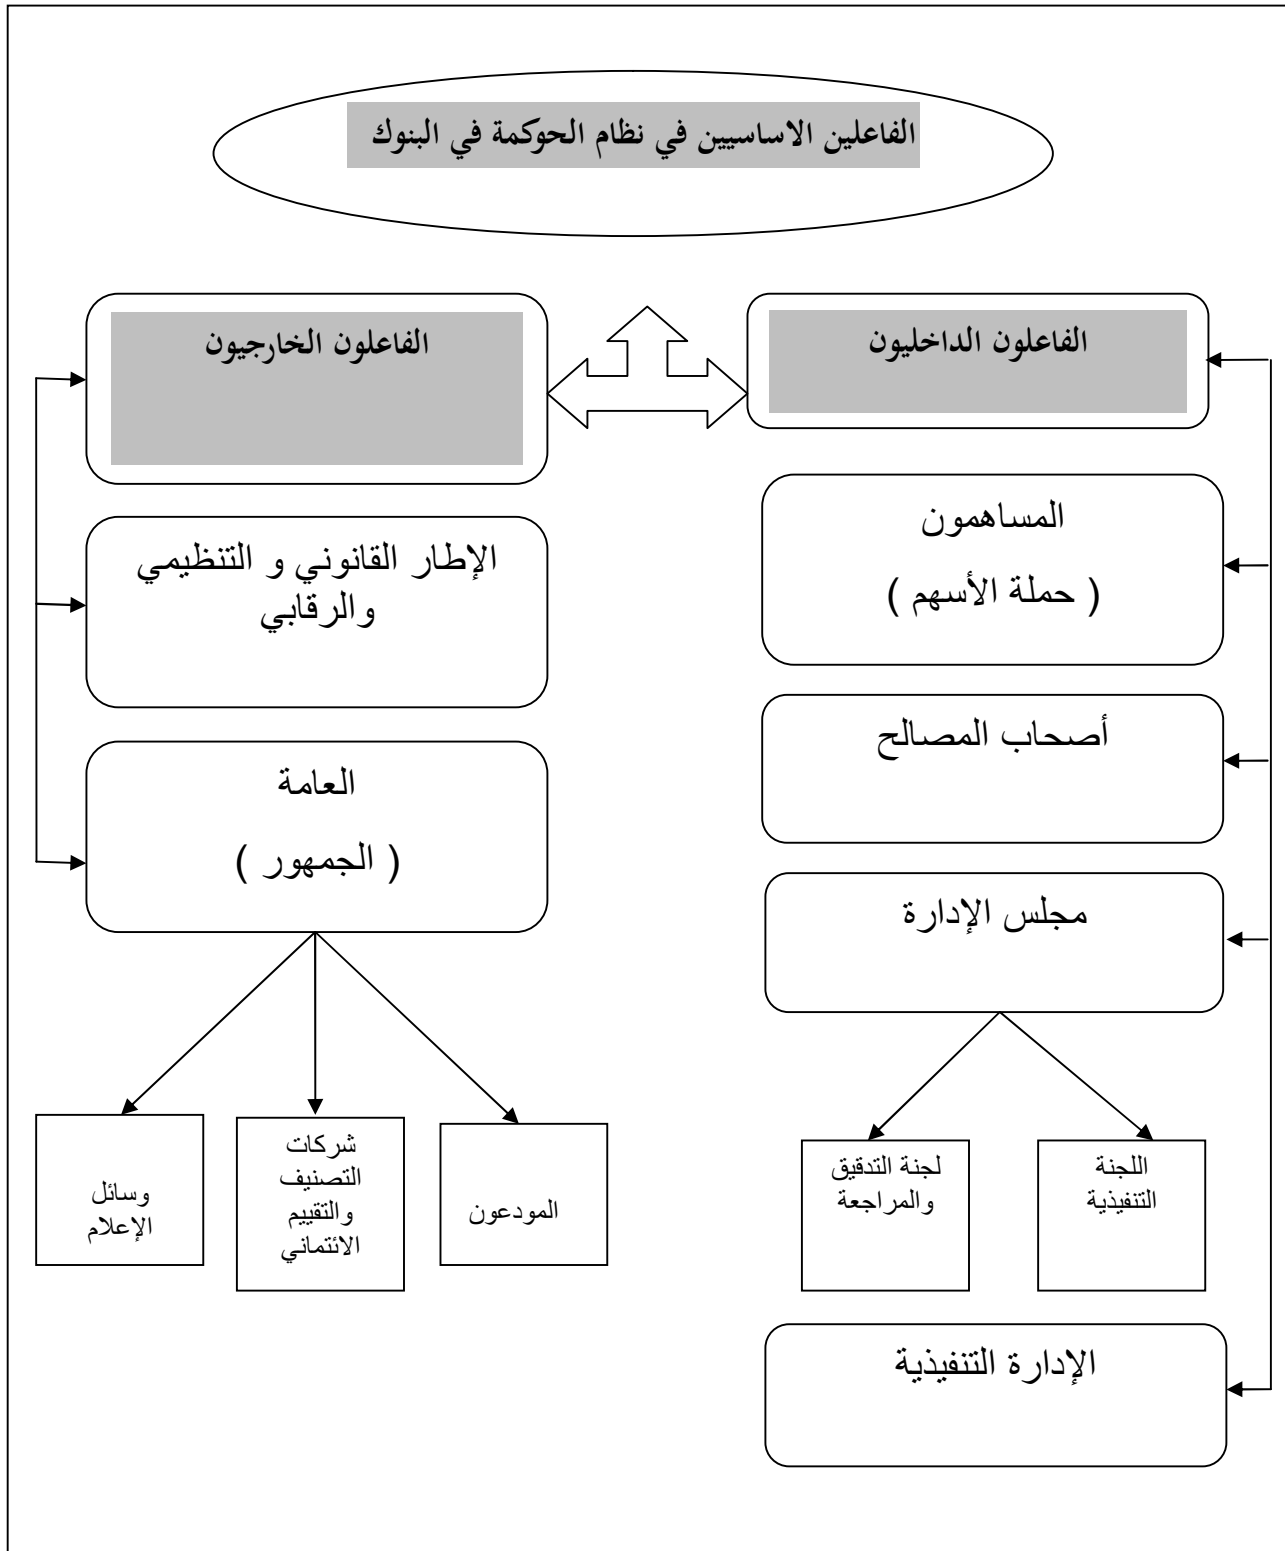 الفاعلين الاساسيين في نظام الحوكمة في البنوك
الفاعلون الداخليون
المساهمون
( حملة الأسهم )
أصحاب المصالح
مجلس الإدارة
اللجنة
التنفيذية
لجنة التدقيق
والمراجعة
الإدارة التنفيذية
الفاعلون الخارجيون
الإطار القانوني و التنظيمي
والرقابي
العامة
( الجمهور )
المودعون
شركات
التصنيف
والتقييم
الائتماني
وسائل
الإعلام